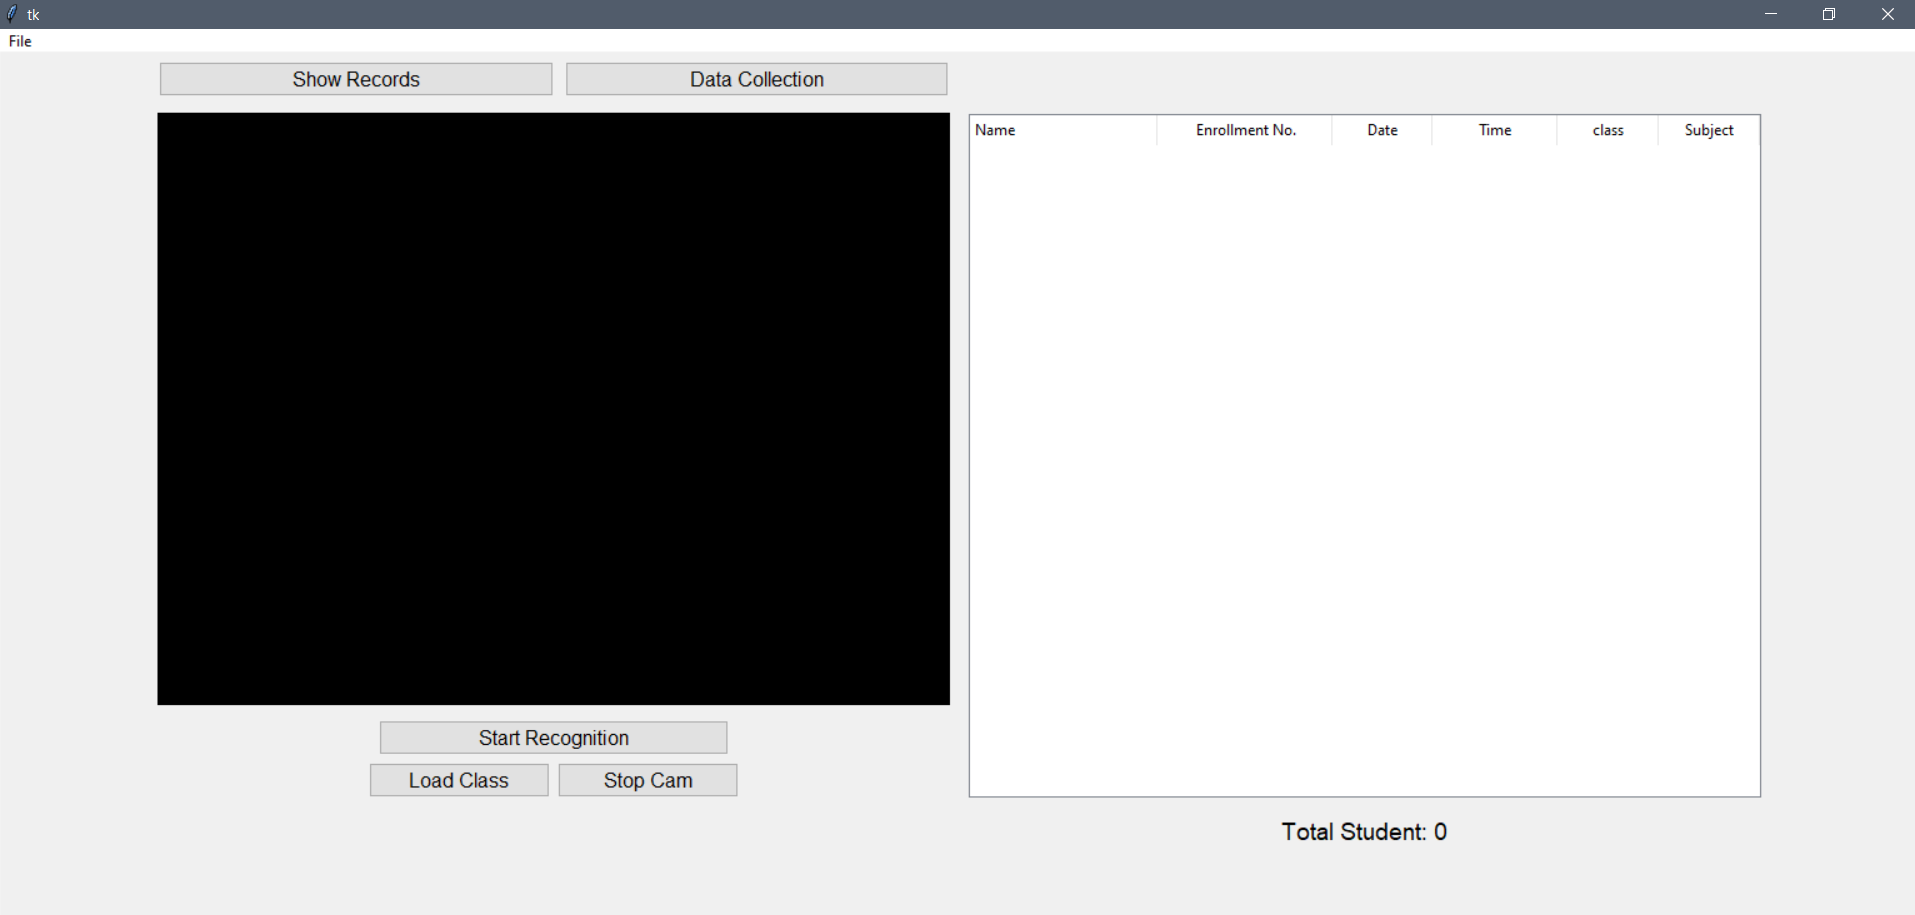 tk
File
Show Records Data Collection
Name Enrollment No. Date Time class Subject
Start Recognition
Load Class Stop Cam
Total Student: 0